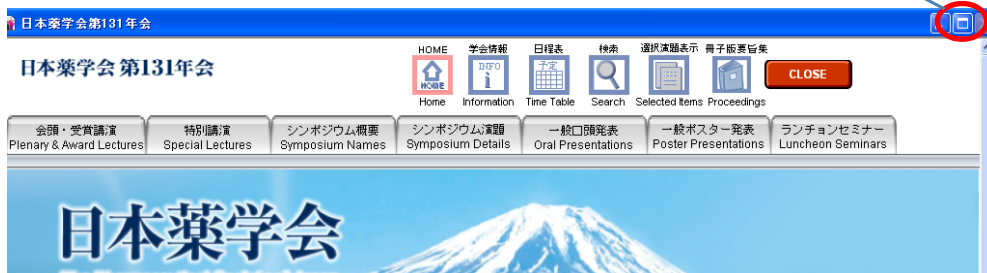 日本薬学会第131年会
HOME 学会情報 日程表 検索 選択演題表示 冊子版要旨集
日本薬学会 第131年会
HOME INFO 予定 CLOSE
Home Information Time Table Search Selected Items Proceedings
会頭・受賞講演 特別講演 シンポジウム概要 シンポジウム演題 一般口頭発表 一般ポスター発表 ランチョンセミナー
Plenary & Award Lectures Special Lectures Symposium Names Symposium Details Oral Presentations Poster Presentations Luncheon Seminars
日本薬学会